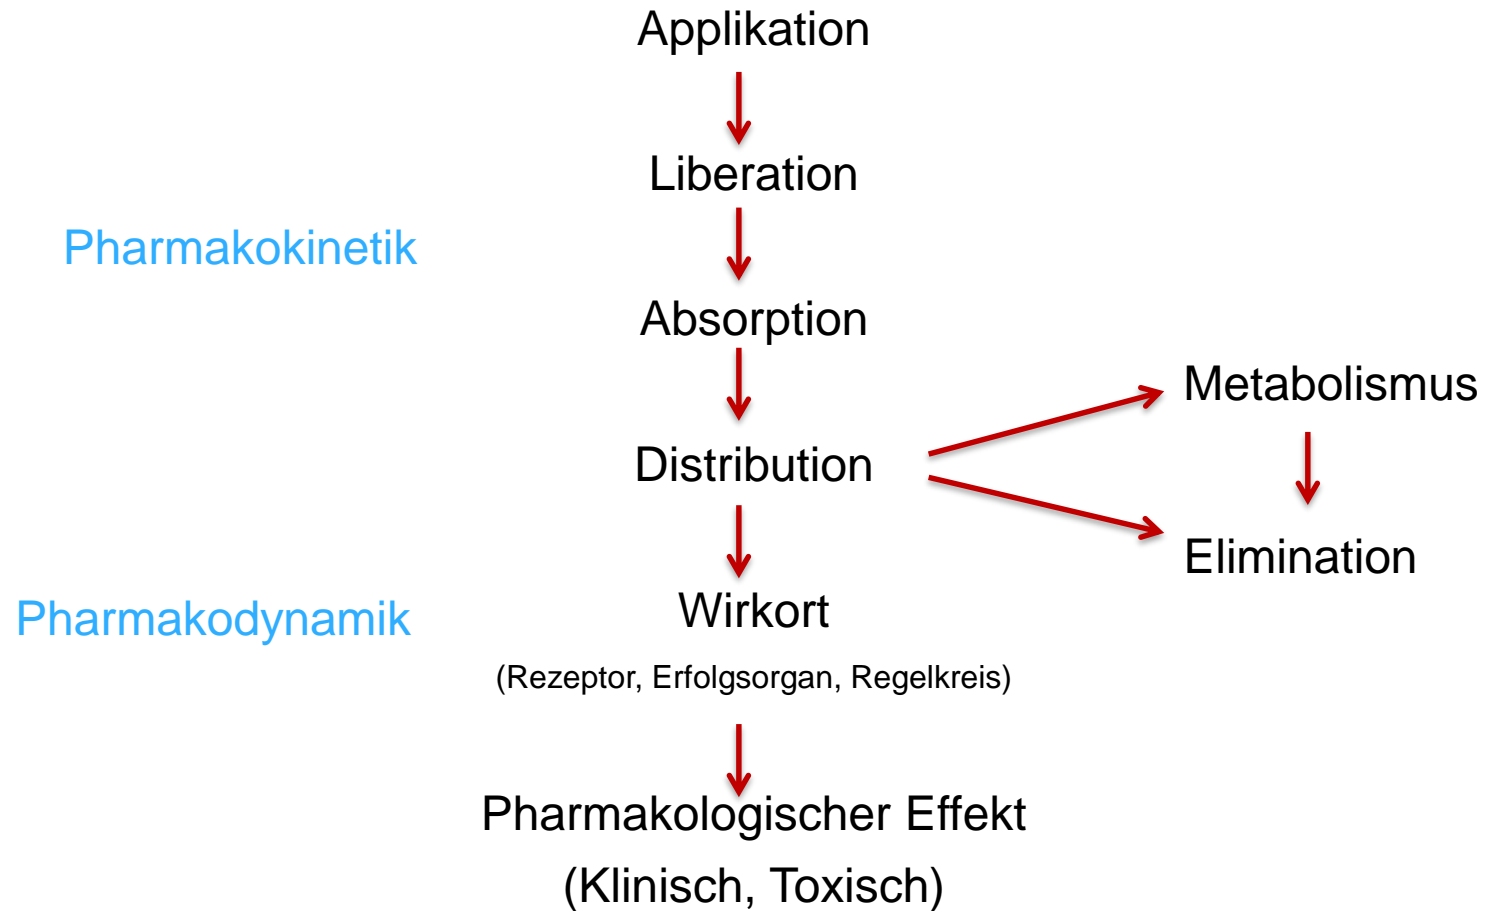 Applikation
Liberation
Pharmakokinetik
Absorption
Metabolismus
Distribution
Elimination
Wirkort
Pharmakodynamik
(Rezeptor, Erfolgsorgan, Regelkreis)
Pharmakologischer Effekt
(Klinisch, Toxisch)